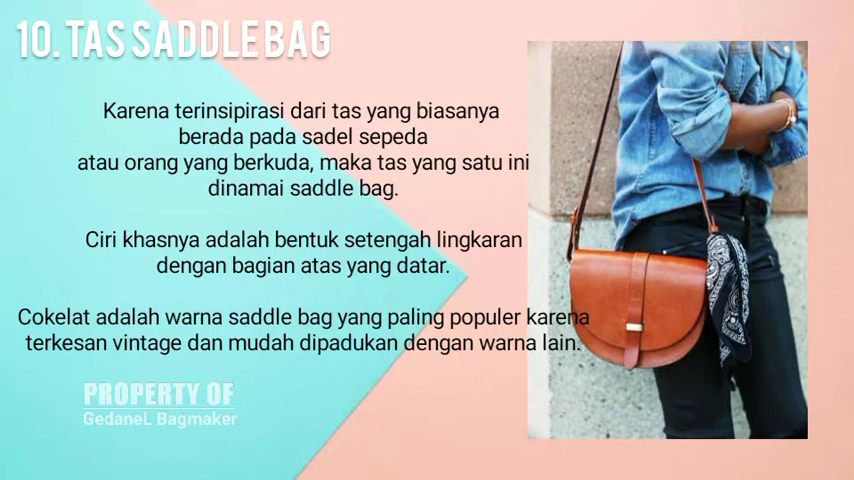 10. TAS SADDLE BAG
Karena terinsipirasi dari tas yang biasanya
berada pada sadel sepeda
atau orang yang berkuda, maka tas yang satu ini
dinamai saddle bag.
Ciri khasnya adalah bentuk setengah lingkaran
dengan bagian atas yang datar.
Cokelat adalah warna saddle bag yang paling populer karena
terkesan vintage dan mudah dipadukan dengan warna lain.
PROPERTY OF
GedaneL Bagmaker